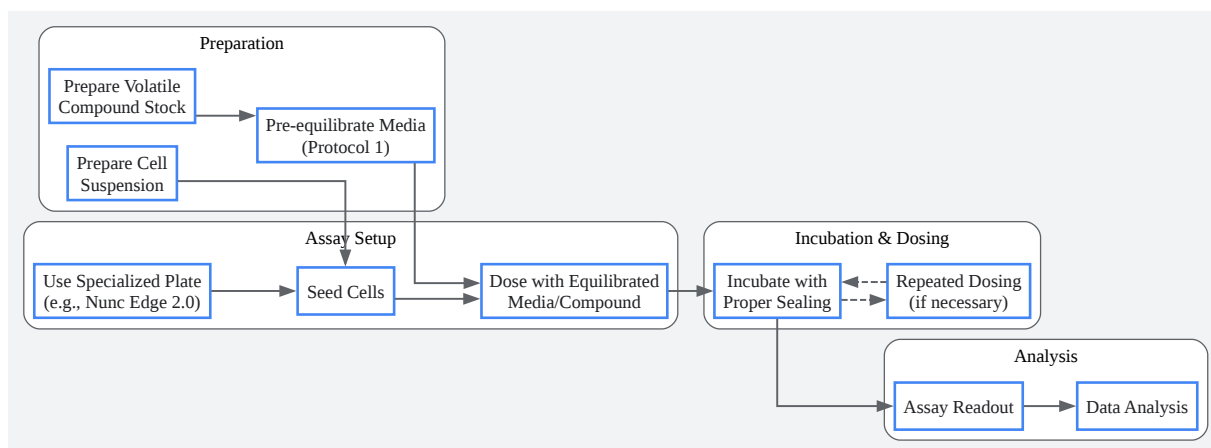 Preparation
Prepare Volatile
Compound Stock
Pre-equilibrate Media
(Protocol 1)
Prepare Cell
Suspension
Assay Setup
Use Specialized Plate
(e.g., Nunc Edge 2.0)
Seed Cells
Dose with Equilibrated
Media/Compound
Incubation & Dosing
Incubate with
Proper Sealing
Repeated Dosing
(if necessary)
Analysis
Assay Readout
Data Analysis